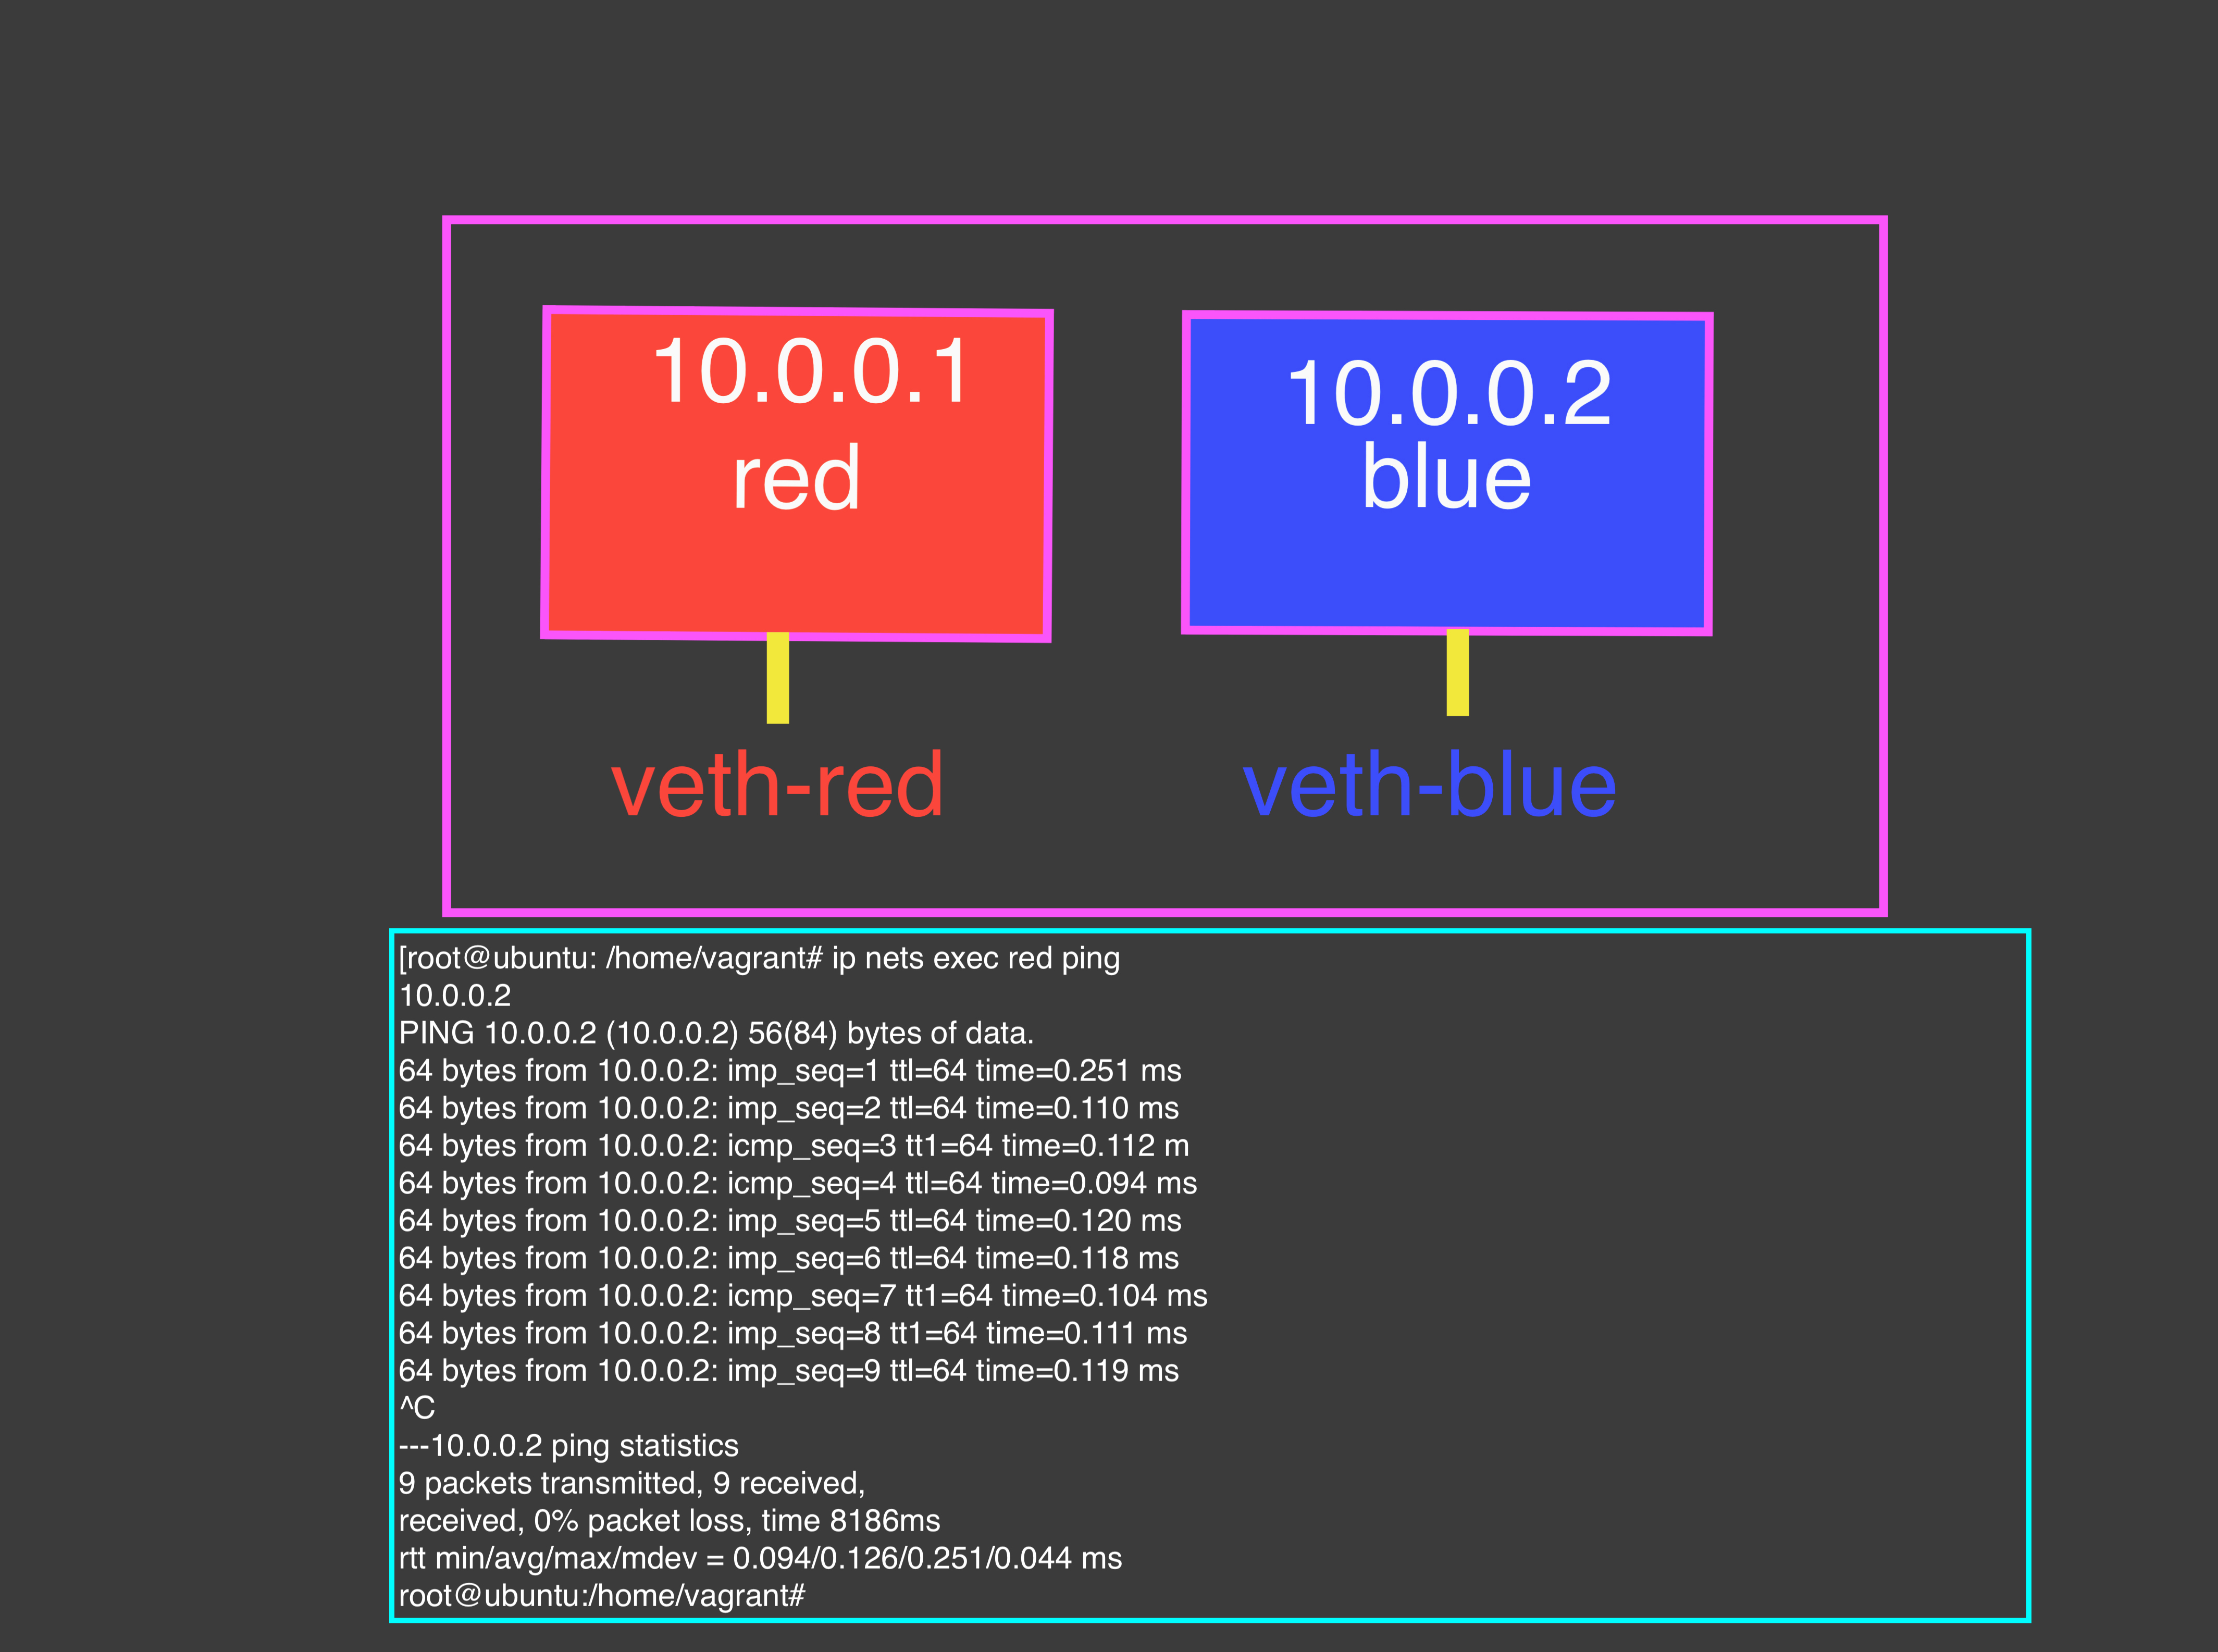 10.0.0.1
red
10.0.0.2
blue
veth-red
veth-blue
[root@ubuntu: /home/vagrant# ip nets exec red ping
10.0.0.2
PING 10.0.0.2 (10.0.0.2) 56(84) bytes of data.
64 bytes from 10.0.0.2: imp_seq=1 ttl=64 time=0.251 ms
64 bytes from 10.0.0.2: imp_seq=2 ttl=64 time=0.110 ms
64 bytes from 10.0.0.2: icmp_seq=3 tt1=64 time=0.112 m
64 bytes from 10.0.0.2: icmp_seq=4 ttl=64 time=0.094 ms
64 bytes from 10.0.0.2: imp_seq=5 ttl=64 time=0.120 ms
64 bytes from 10.0.0.2: imp_seq=6 ttl=64 time=0.118 ms
64 bytes from 10.0.0.2: icmp_seq=7 tt1=64 time=0.104 ms
64 bytes from 10.0.0.2: imp_seq=8 tt1=64 time=0.111 ms
64 bytes from 10.0.0.2: imp_seq=9 ttl=64 time=0.119 ms
^C
---10.0.0.2 ping statistics
9 packets transmitted, 9 received,
received, 0% packet loss, time 8186ms
rtt min/avg/max/mdev = 0.094/0.126/0.251/0.044 ms
root@ubuntu:/home/vagrant#